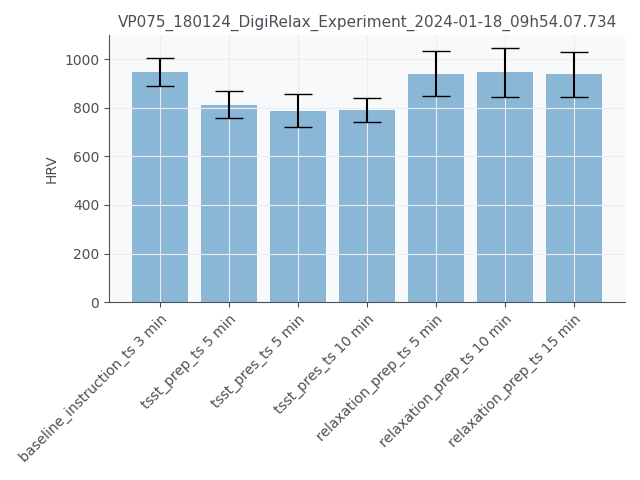 VP075_180124_DigiRelax_Experiment_2024-01-18_09h54.07.734
1000
800
600
400
200
0
HRV
baseline_instruction_ts 3 min
tsst_prep_ts 5 min
tsst_pres_ts 5 min
tsst_pres_ts 10 min
relaxation_prep_ts 5 min
relaxation_prep_ts 10 min
relaxation_prep_ts 15 min